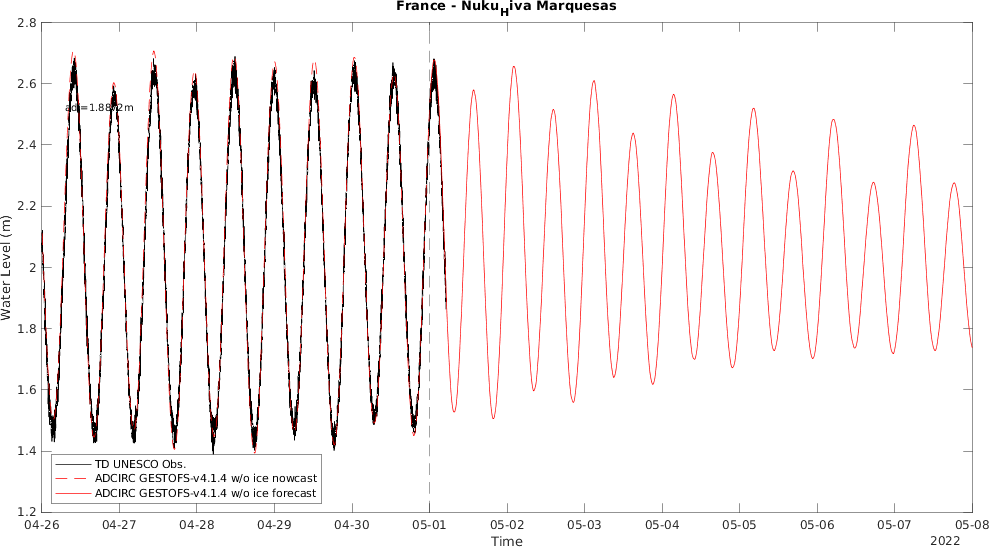 France - Nuku_Hiva Marquesas
2.8
2.6
2.4
2.2
2
1.8
1.6
1.4
1.2
Water Level (m)
TD UNESCO Obs.
ADCIRC GESTOFS-v4.1.4 w/o ice nowcast
ADCIRC GESTOFS-v4.1.4 w/o ice forecast
04-26 04-27 04-28 04-29 04-30 05-01 05-02 05-03 05-04 05-05 05-06 05-07 05-08
Time
2022